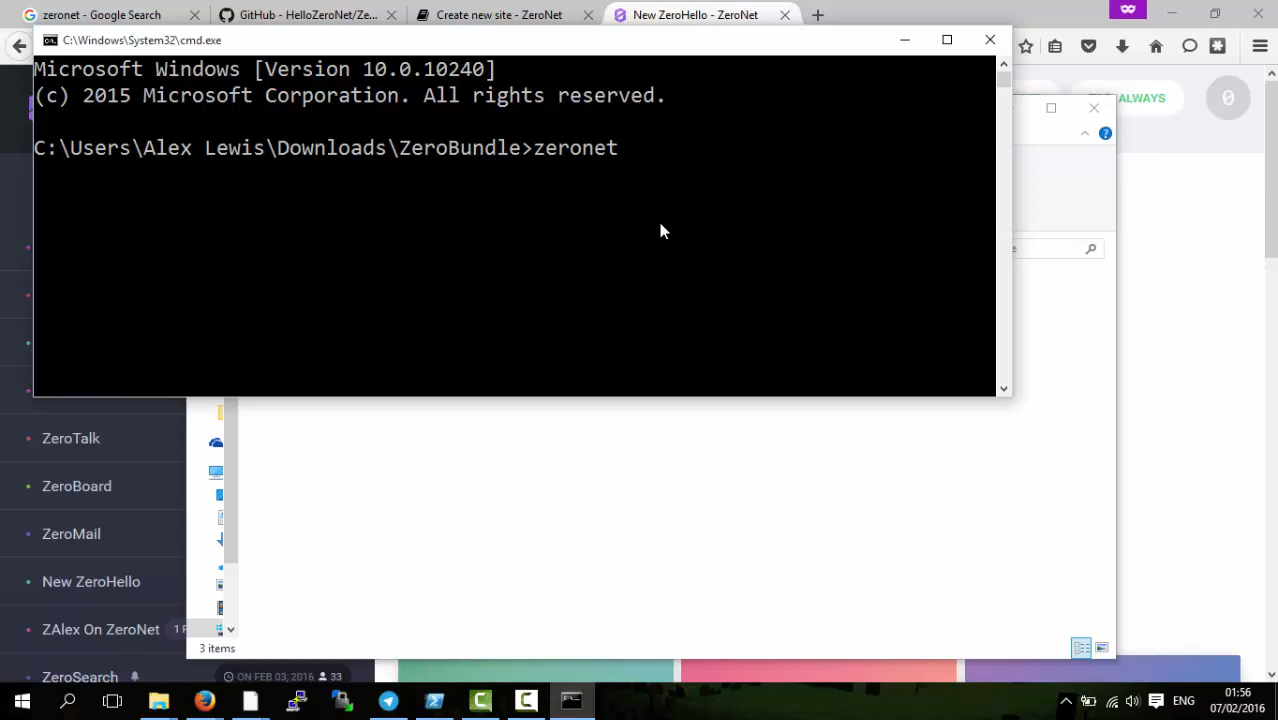 zeronet - Google Search
GitHub - HelloZeroNet/Ze...
Create new site - ZeroNet
New ZeroHello - ZeroNet
C:\Windows\System32\cmd.exe
Microsoft Windows [Version 10.0.10240]
(c) 2015 Microsoft Corporation. All rights reserved.
ALWAYS
0
C:\Users\Alex Lewis\Downloads\ZeroBundle>zeronet
ZeroTalk
ZeroBoard
ZeroMail
New ZeroHello
ZAlex On ZeroNet
3 items
ZeroSearch
ON FEB 03, 2016 33
ENG
01:56
07/02/2016